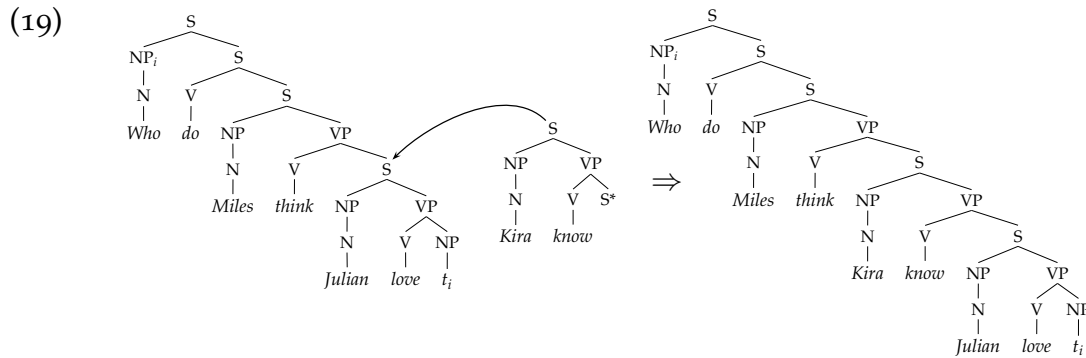 (19)
S
NPᵢ S
N V S
Who do NP VP
N V S
Miles think NP VP
N V NP
Julian love tᵢ
S
NP VP
N V S*
Kira know
⇒
S
NPᵢ S
N V S
Who do NP VP
N V S
Miles think NP VP
N V S
Kira know NP VP
N V NP
Julian love tᵢ